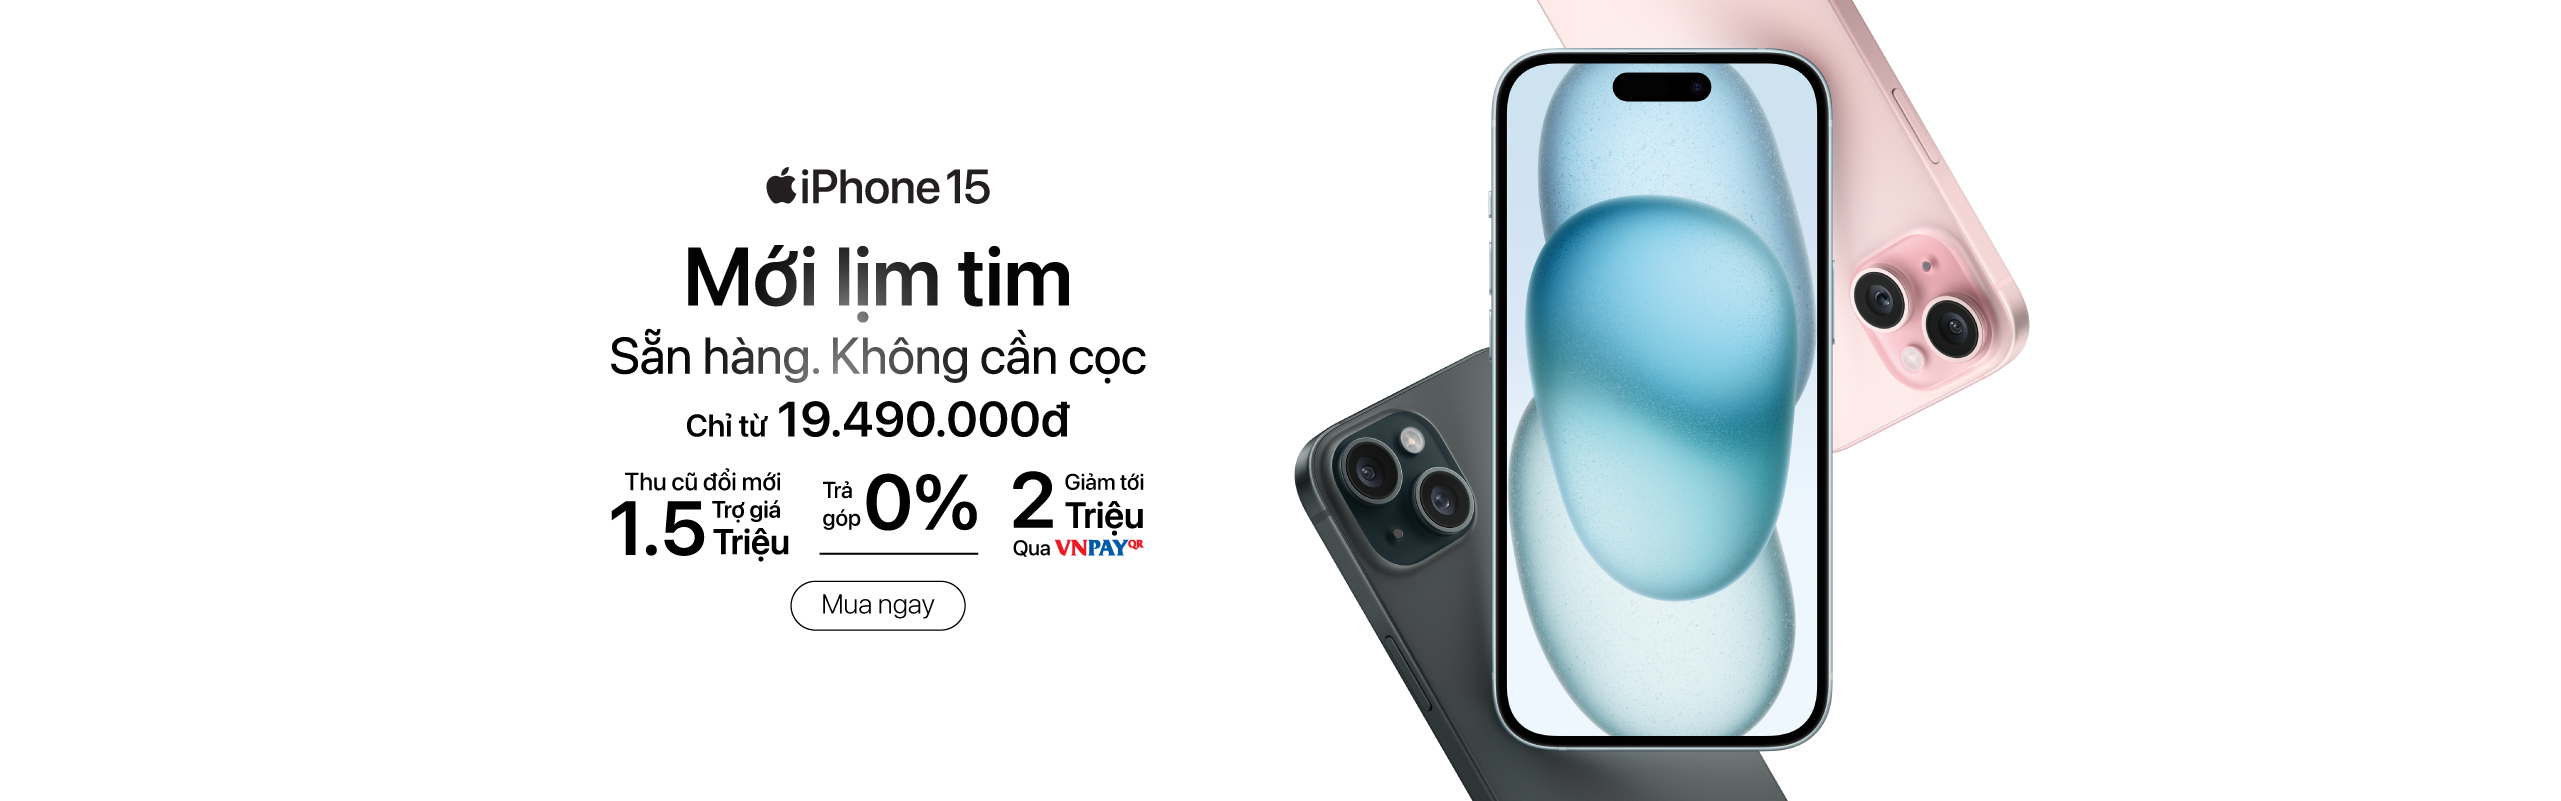 iPhone 15
Mới lịm tim
Sẵn hàng. Không cần cọc
Chỉ từ 19.490.000đ
Thu cũ đổi mới
1.5 Trợ giá
Triệu
Trả
góp 0%
2 Giảm tới
Triệu
Qua VNPAYQR
Mua ngay